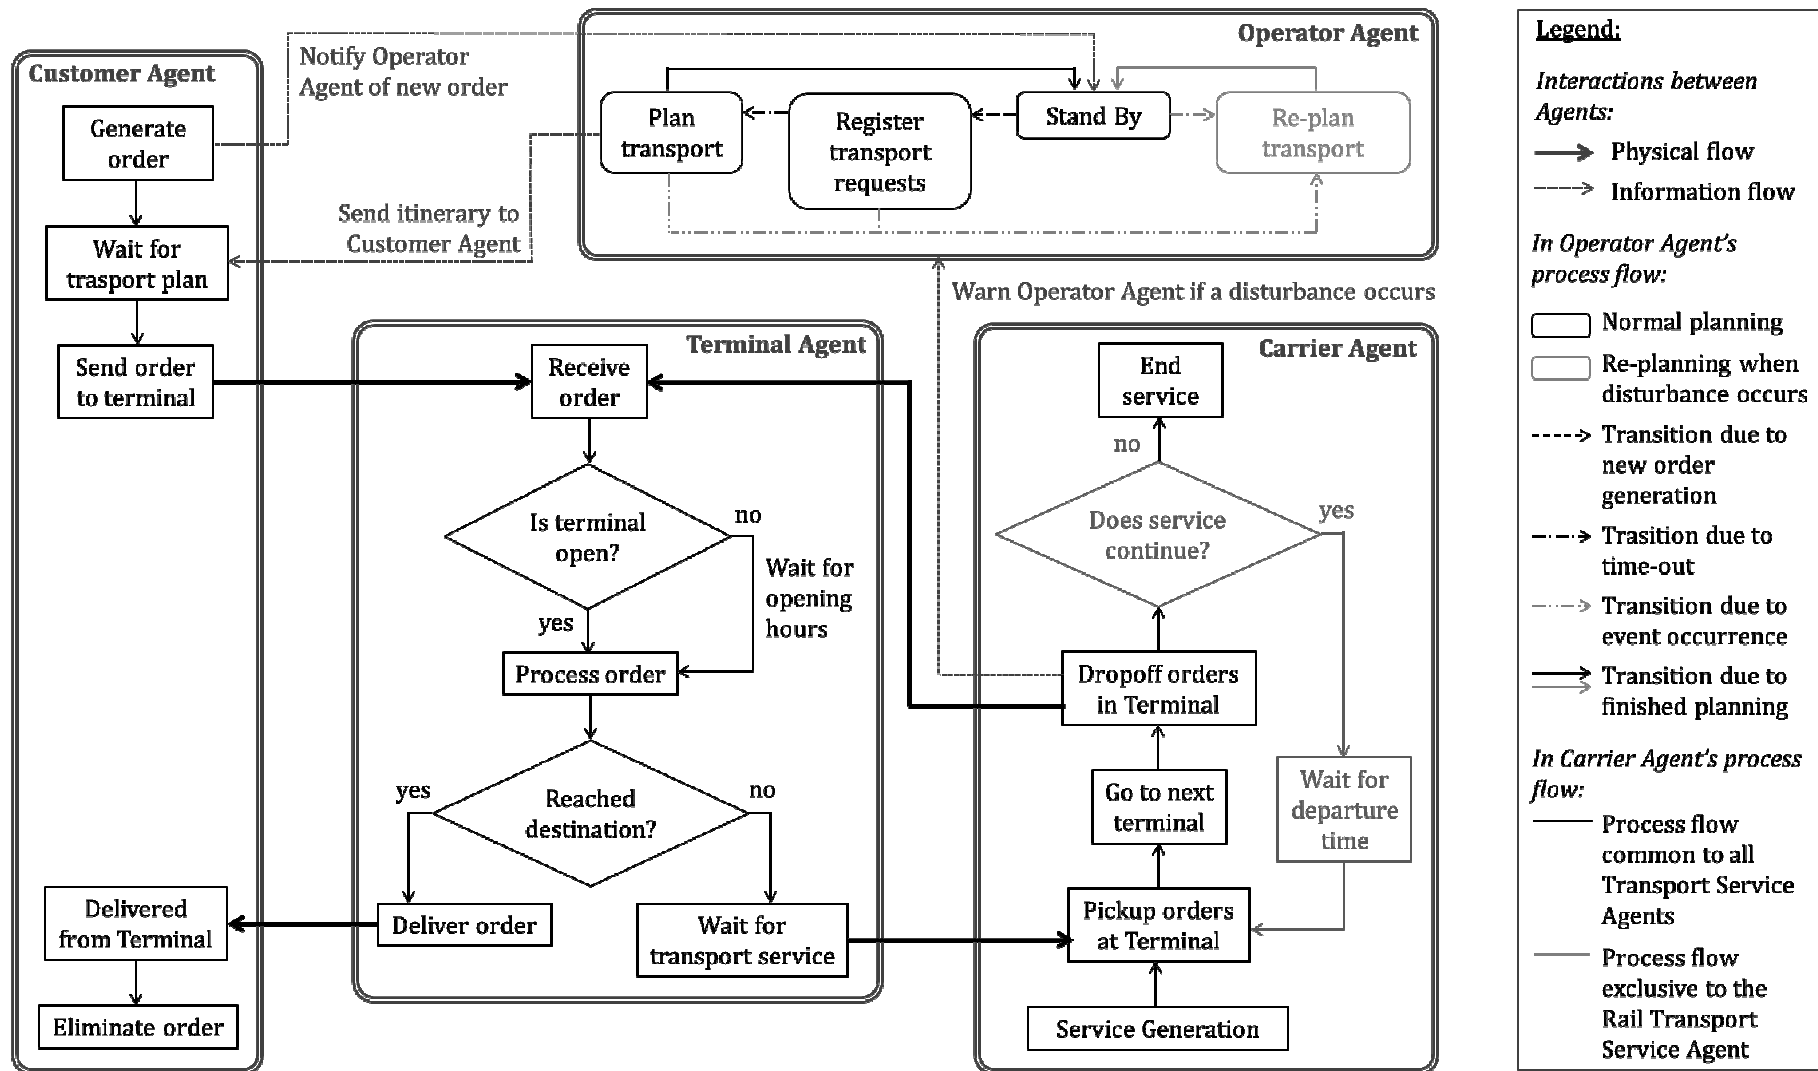 Customer Agent
Generate
order
Wait for
trasport plan
Send order
to terminal
Delivered
from Terminal
Eliminate order
Notify Operator
Agent of new order
Send itinerary to
Customer Agent
Operator Agent
Plan
transport
Register
transport
requests
Stand By
Re-plan
transport
Warn Operator Agent if a disturbance occurs
Terminal Agent
Receive
order
Is terminal
open?
no
Wait for
opening
hours
yes
Process order
Reached
destination?
yes
no
Deliver order
Wait for
transport service
Carrier Agent
End
service
no
Does service
continue?
yes
Dropoff orders
in Terminal
Go to next
terminal
Wait for
departure
time
Pickup orders
at Terminal
Service Generation
Legend:
Interactions between
Agents:
Physical flow
Information flow
In Operator Agent's
process flow:
Normal planning
Re-planning when
disturbance occurs
Transition due to
new order
generation
Trasition due to
time-out
Transition due to
event occurrence
Transition due to
finished planning
In Carrier Agent's process
flow:
Process flow
common to all
Transport Service
Agents
Process flow
exclusive to the
Rail Transport
Service Agent